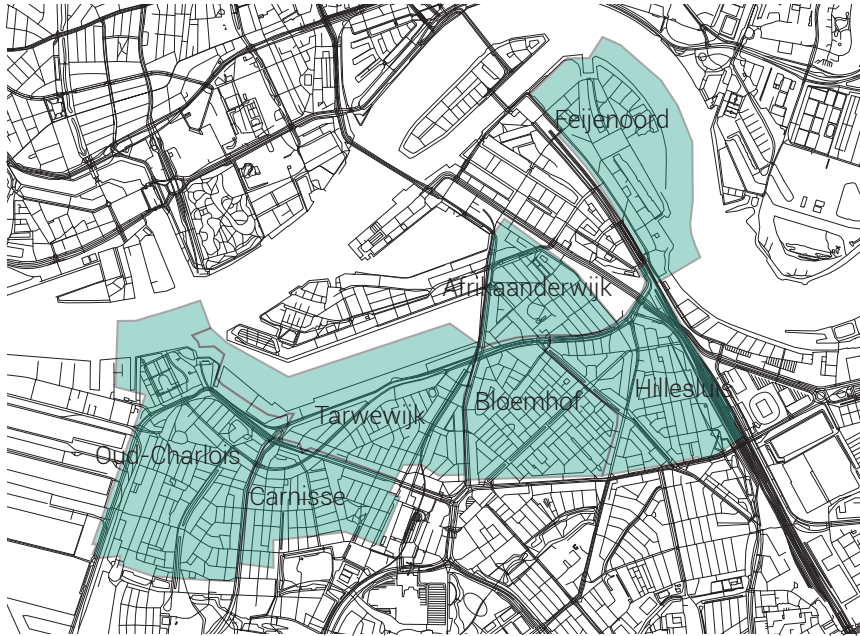 Feijenoord
Afrikaanderwijk
Hillesluis
Bloemhof
Tarwewijk
Oud-Charlois
Carnisse